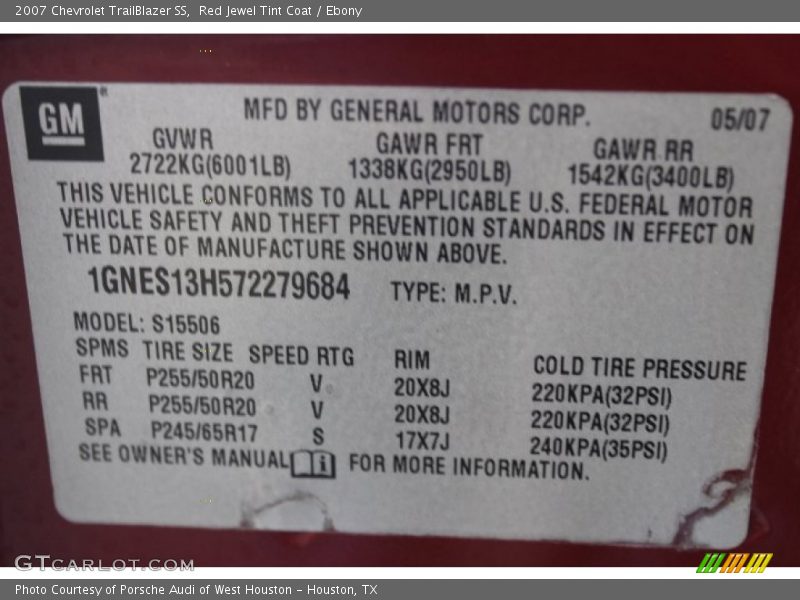 2007 Chevrolet TrailBlazer SS,  Red Jewel Tint Coat / Ebony
GM
MFD BY GENERAL MOTORS CORP. 05/07
GVWR GAWR FRT GAWR RR
2722KG(6001LB) 1338KG(2950LB) 1542KG(3400LB)
THIS VEHICLE CONFORMS TO ALL APPLICABLE U.S. FEDERAL MOTOR
VEHICLE SAFETY AND THEFT PREVENTION STANDARDS IN EFFECT ON
THE DATE OF MANUFACTURE SHOWN ABOVE.
1GNES13H572279684 TYPE: M.P.V.
MODEL: S15506
SPMS TIRE SIZE SPEED RTG RIM COLD TIRE PRESSURE
FRT P255/50R20 V 20X8J 220KPA(32PSI)
RR P255/50R20 V 20X8J 220KPA(32PSI)
SPA P245/65R17 S 17X7J 240KPA(35PSI)
SEE OWNER'S MANUAL i FOR MORE INFORMATION.
GTCARLOT.COM
Photo Courtesy of Porsche Audi of West Houston - Houston, TX